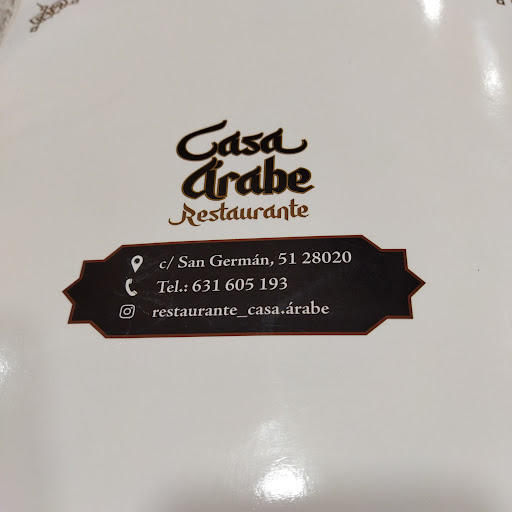 Casa
Árabe
Restaurante
c/ San Germán, 51 28020
Tel.: 631 605 193
restaurante_casa.árabe